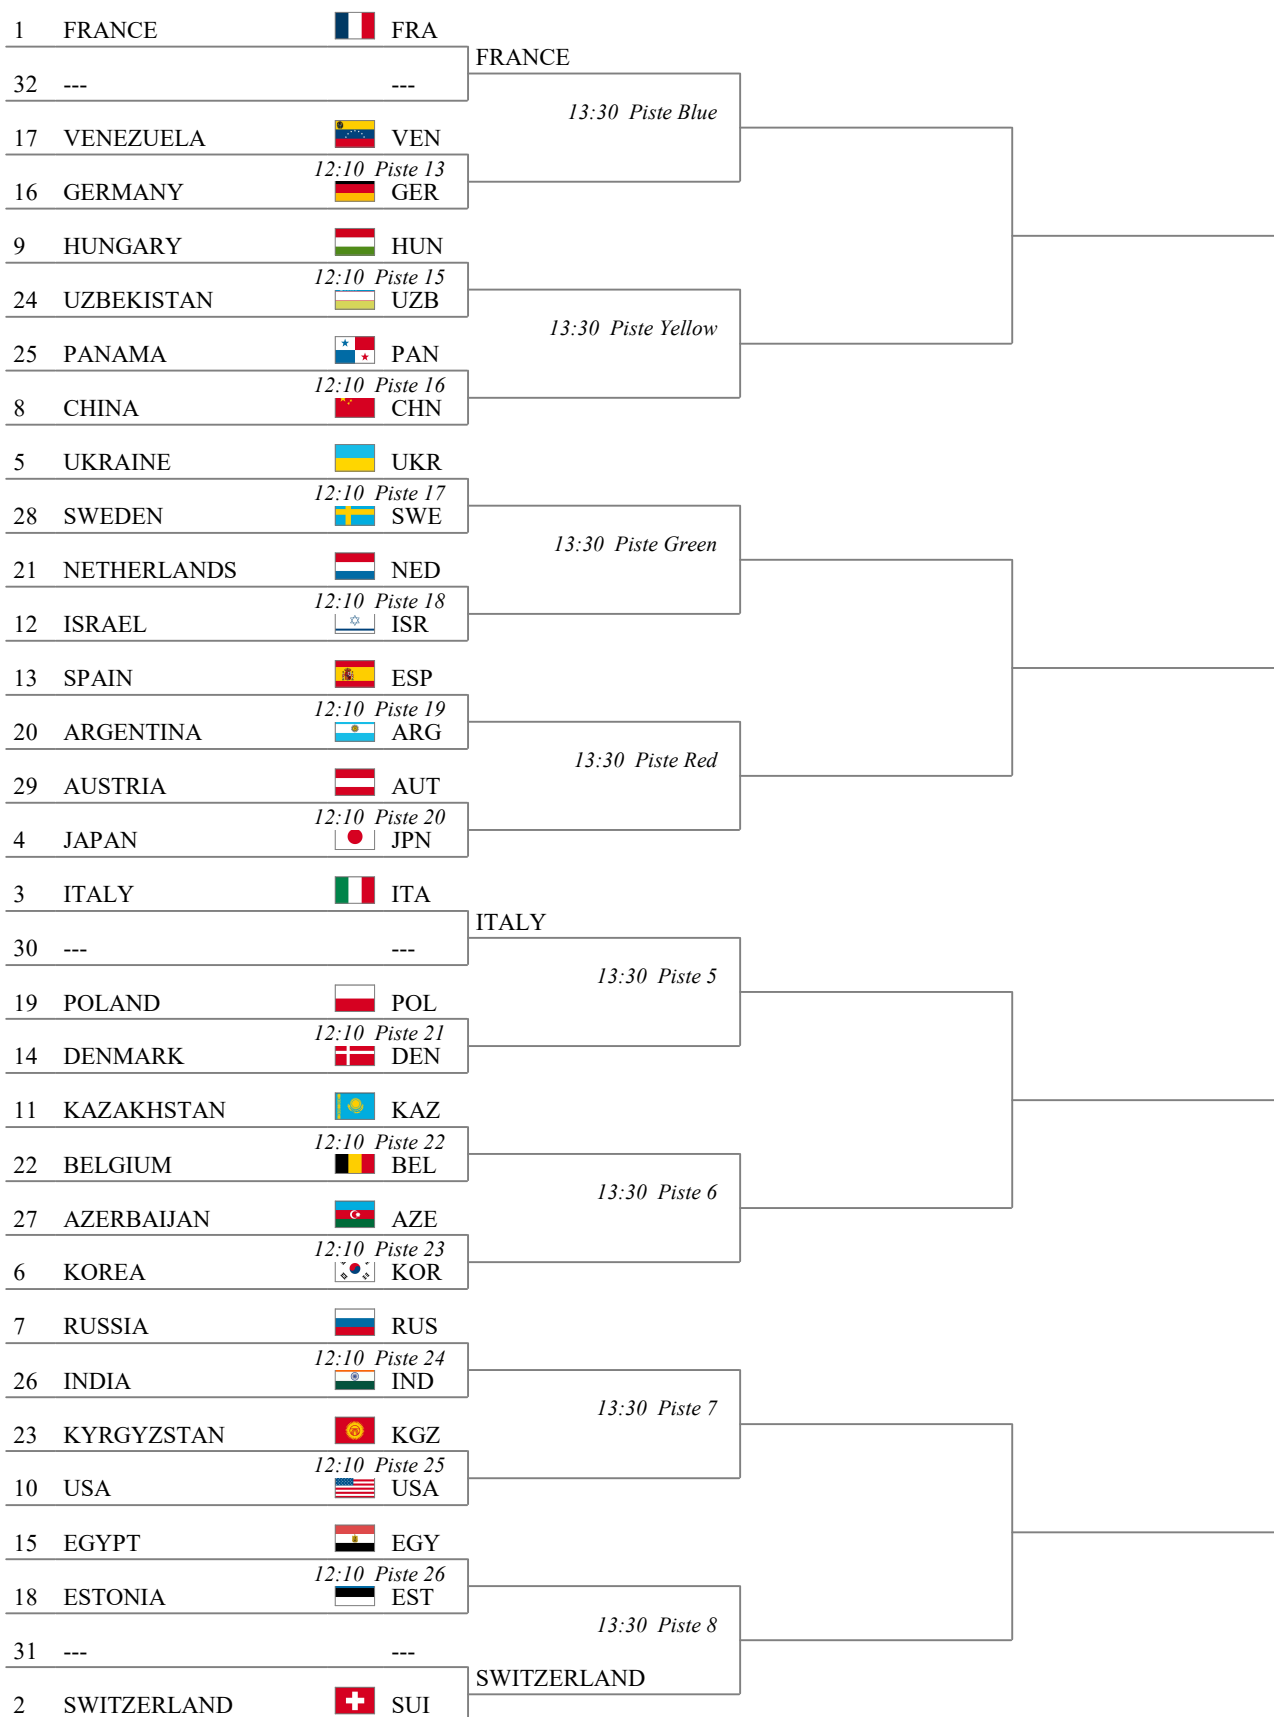 1 FRANCE FRA
FRANCE
32 --- ---
13:30 Piste Blue
17 VENEZUELA VEN
12:10 Piste 13
16 GERMANY GER
9 HUNGARY HUN
12:10 Piste 15
24 UZBEKISTAN UZB
13:30 Piste Yellow
25 PANAMA PAN
12:10 Piste 16
8 CHINA CHN
5 UKRAINE UKR
12:10 Piste 17
28 SWEDEN SWE
13:30 Piste Green
21 NETHERLANDS NED
12:10 Piste 18
12 ISRAEL ISR
13 SPAIN ESP
12:10 Piste 19
20 ARGENTINA ARG
13:30 Piste Red
29 AUSTRIA AUT
12:10 Piste 20
4 JAPAN JPN
3 ITALY ITA
ITALY
30 --- ---
13:30 Piste 5
19 POLAND POL
12:10 Piste 21
14 DENMARK DEN
11 KAZAKHSTAN KAZ
12:10 Piste 22
22 BELGIUM BEL
13:30 Piste 6
27 AZERBAIJAN AZE
12:10 Piste 23
6 KOREA KOR
7 RUSSIA RUS
12:10 Piste 24
26 INDIA IND
13:30 Piste 7
23 KYRGYZSTAN KGZ
12:10 Piste 25
10 USA USA
15 EGYPT EGY
12:10 Piste 26
18 ESTONIA EST
13:30 Piste 8
31 --- ---
SWITZERLAND
2 SWITZERLAND SUI